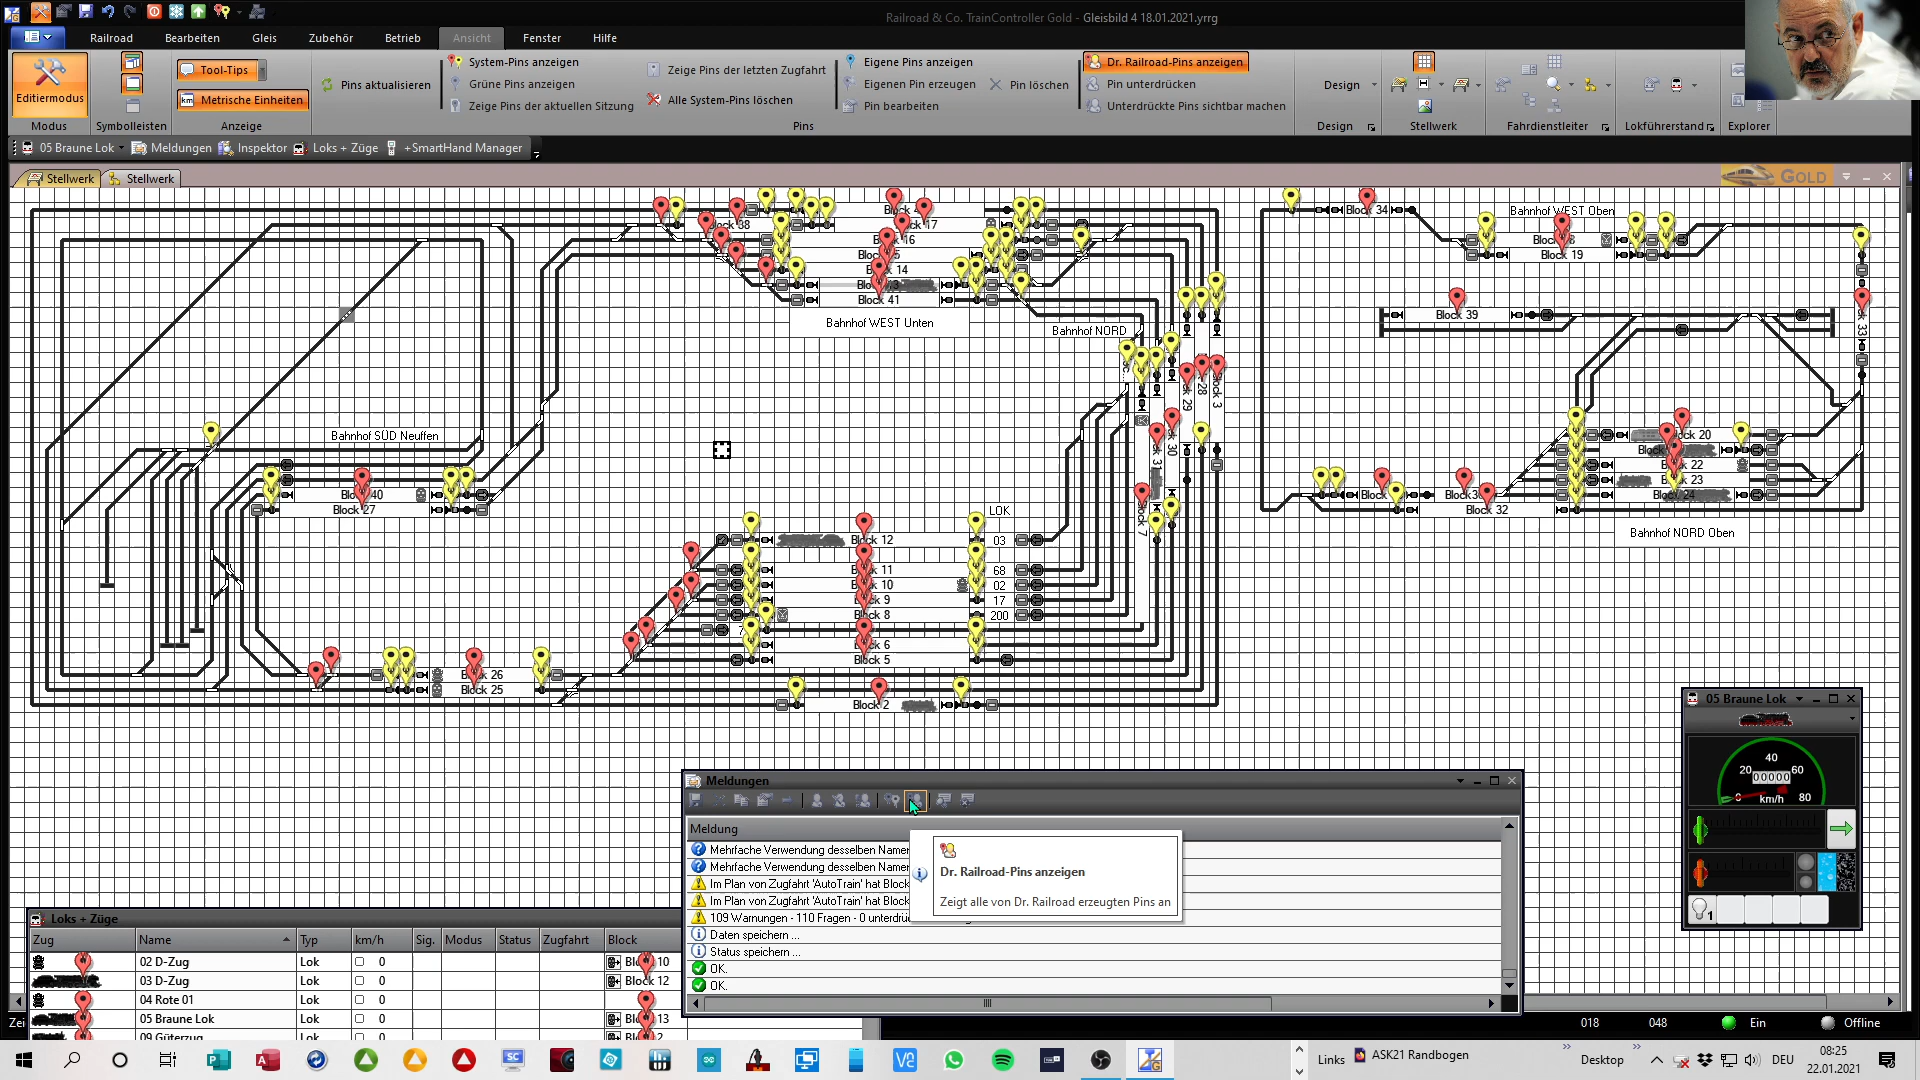 Railroad & Co. TrainController Gold - Gleisbild 4 18.01.2021.yrrg
Railroad
Bearbeiten
Gleis
Zubehör
Betrieb
Ansicht
Fenster
Hilfe
Editiermodus
Modus
Symbolleisten
Tool-Tips
Metrische Einheiten
Anzeige
Pins aktualisieren
System-Pins anzeigen
Grüne Pins anzeigen
Zeige Pins der aktuellen Sitzung
Zeige Pins der letzten Zugfahrt
Alle System-Pins löschen
Pins
Eigene Pins anzeigen
Eigenen Pin erzeugen
Pin löschen
Pin bearbeiten
Dr. Railroad-Pins anzeigen
Pin unterdrücken
Unterdrückte Pins sichtbar machen
Design
Design
Stellwerk
Fahrdienstleiter
Lokführerstand
Explorer
05 Braune Lok
Meldungen
Inspektor
Loks + Züge
+SmartHand Manager
Stellwerk
Stellwerk
GOLD
Block 34
Bahnhof WEST Oben
Block 19
Block 41
Bahnhof WEST Unten
Bahnhof NORD
Block 39
Bahnhof SÜD Neuffen
Block 27
Block 22
Block 32
Bahnhof NORD Oben
LOK
Block 12
03
68
02
17
200
Block 6
Block 5
Block 25
Block 2
05 Braune Lok
20
40
60
0
80
00000
km/h
1
Meldungen
Meldung
Mehrfache Verwendung desselben Namen
Mehrfache Verwendung desselben Namen
Im Plan von Zugfahrt 'AutoTrain' hat Block
Im Plan von Zugfahrt 'AutoTrain' hat Block
109 Warnungen - 110 Fragen - 0 unterdrü
Daten speichern ...
Status speichern ...
OK.
OK.
Dr. Railroad-Pins anzeigen
Zeigt alle von Dr. Railroad erzeugten Pins an
Loks + Züge
Zug Name Typ km/h Sig. Modus Status Zugfahrt Block
02 D-Zug Lok 0
03 D-Zug Lok 0 Block 12
04 Rote 01 Lok 0
05 Braune Lok Lok 0
09 Güterzug Lok 0
018
048
Ein
Offline
Links
ASK21 Randbogen
Desktop
DEU
08:25
22.01.2021